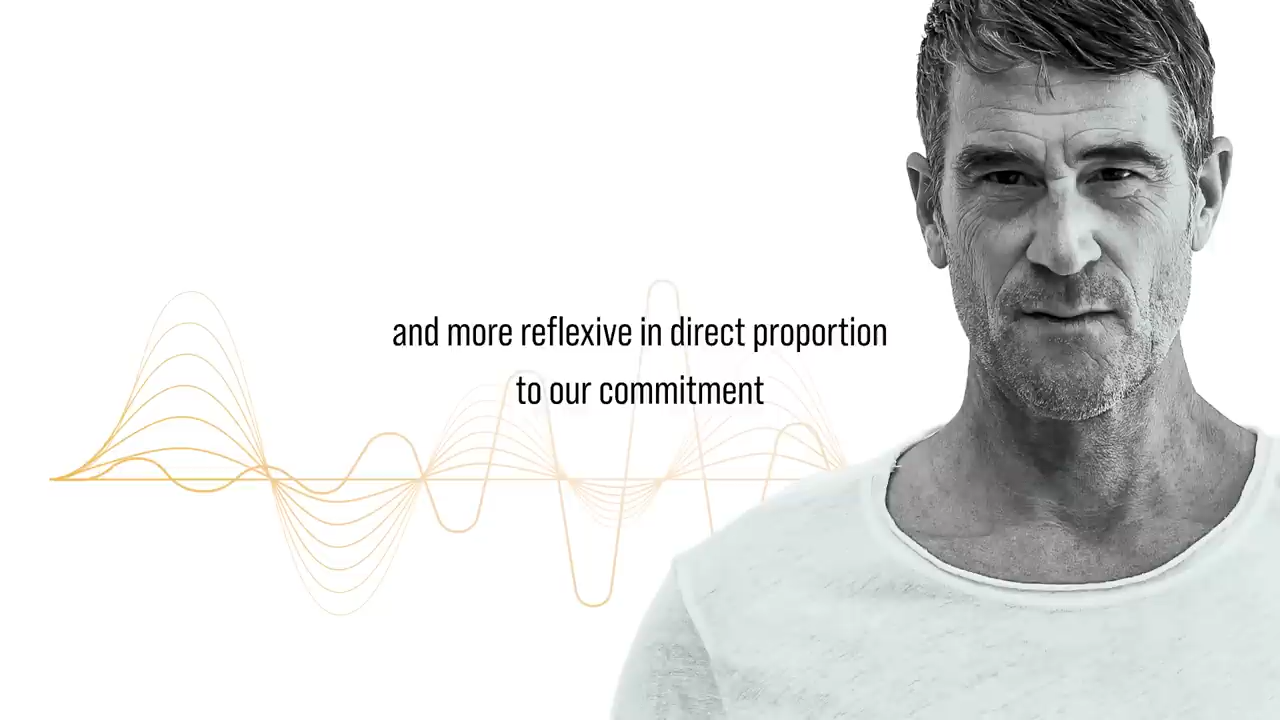 and more reflexive in direct proportion
to our commitment